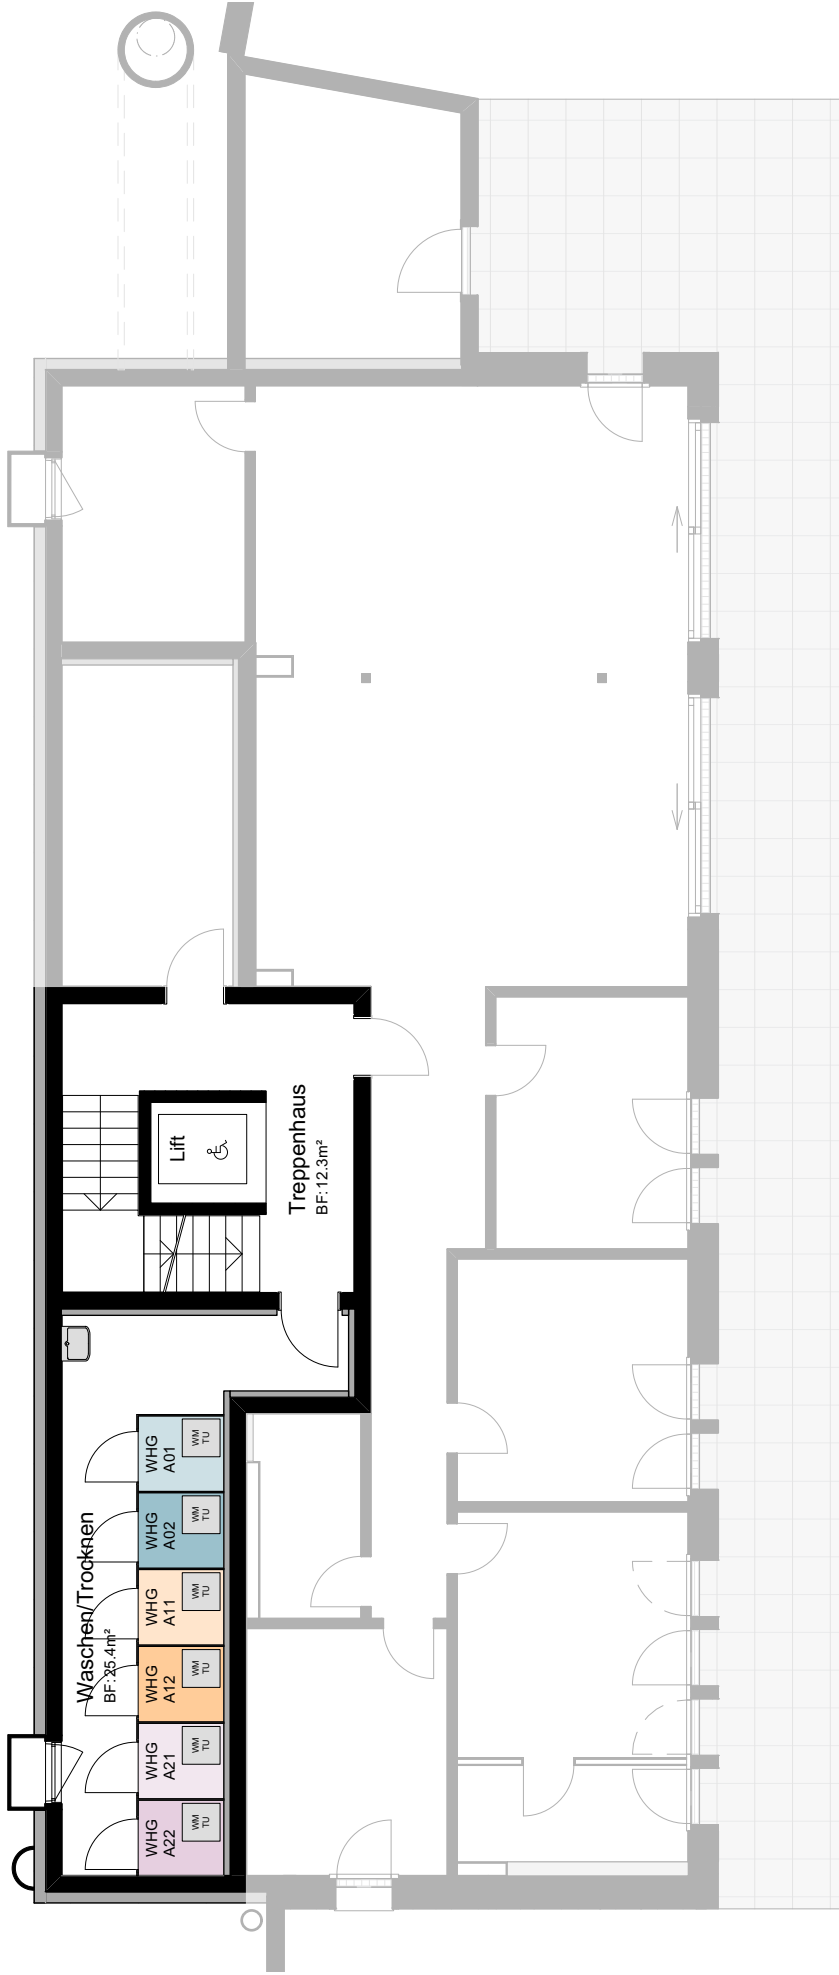 Lift
Treppenhaus
BF: 12.3m²
Waschen/Trocknen
BF: 25.4m²
WHG
A01
WM
TU
WHG
A02
WM
TU
WHG
A11
WM
TU
WHG
A12
WM
TU
WHG
A21
WM
TU
WHG
A22
WM
TU